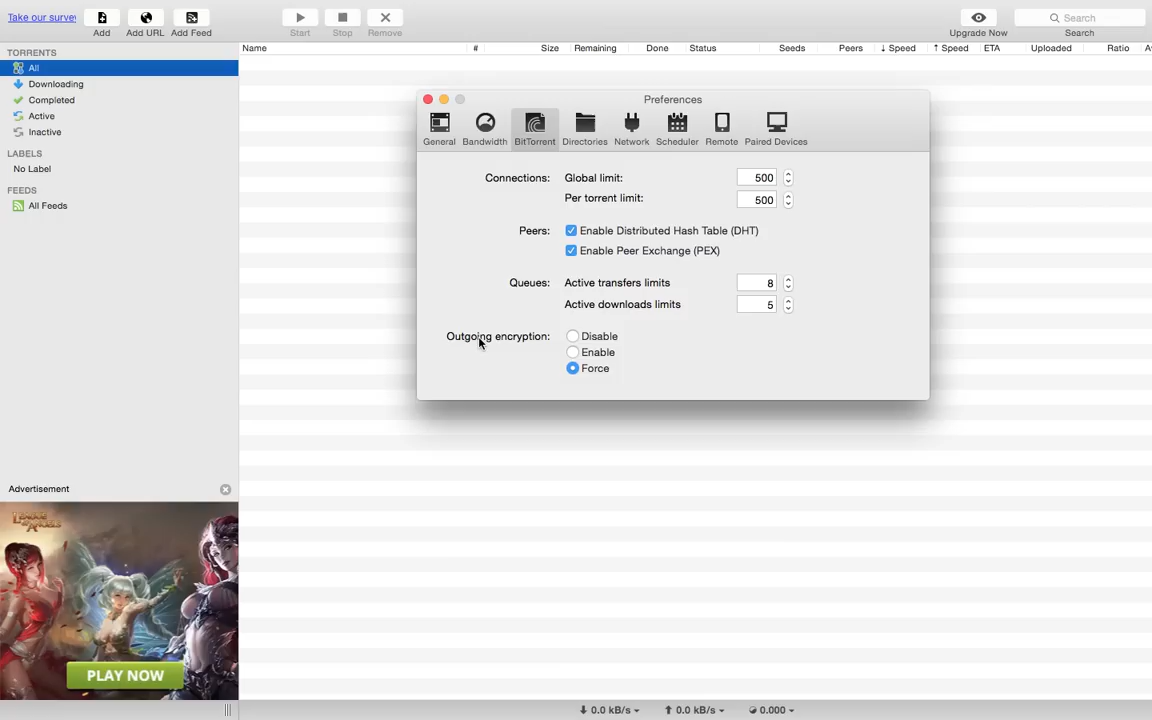 Take our survey
Add
Add URL
Add Feed
Start
Stop
Remove
Upgrade Now
Search
Search
TORRENTS
All
Downloading
Completed
Active
Inactive
LABELS
No Label
FEEDS
All Feeds
Name # Size Remaining Done Status Seeds Peers ↓ Speed ↑ Speed ETA Uploaded Ratio Av
Preferences
General
Bandwidth
BitTorrent
Directories
Network
Scheduler
Remote
Paired Devices
Connections: Global limit: 500
Per torrent limit: 500
Peers: Enable Distributed Hash Table (DHT)
Enable Peer Exchange (PEX)
Queues: Active transfers limits 8
Active downloads limits 5
Outgoing encryption: Disable
Enable
Force
Advertisement
LEAGUE
OF ANGELS
PLAY NOW
0.0 kB/s 0.0 kB/s 0.000